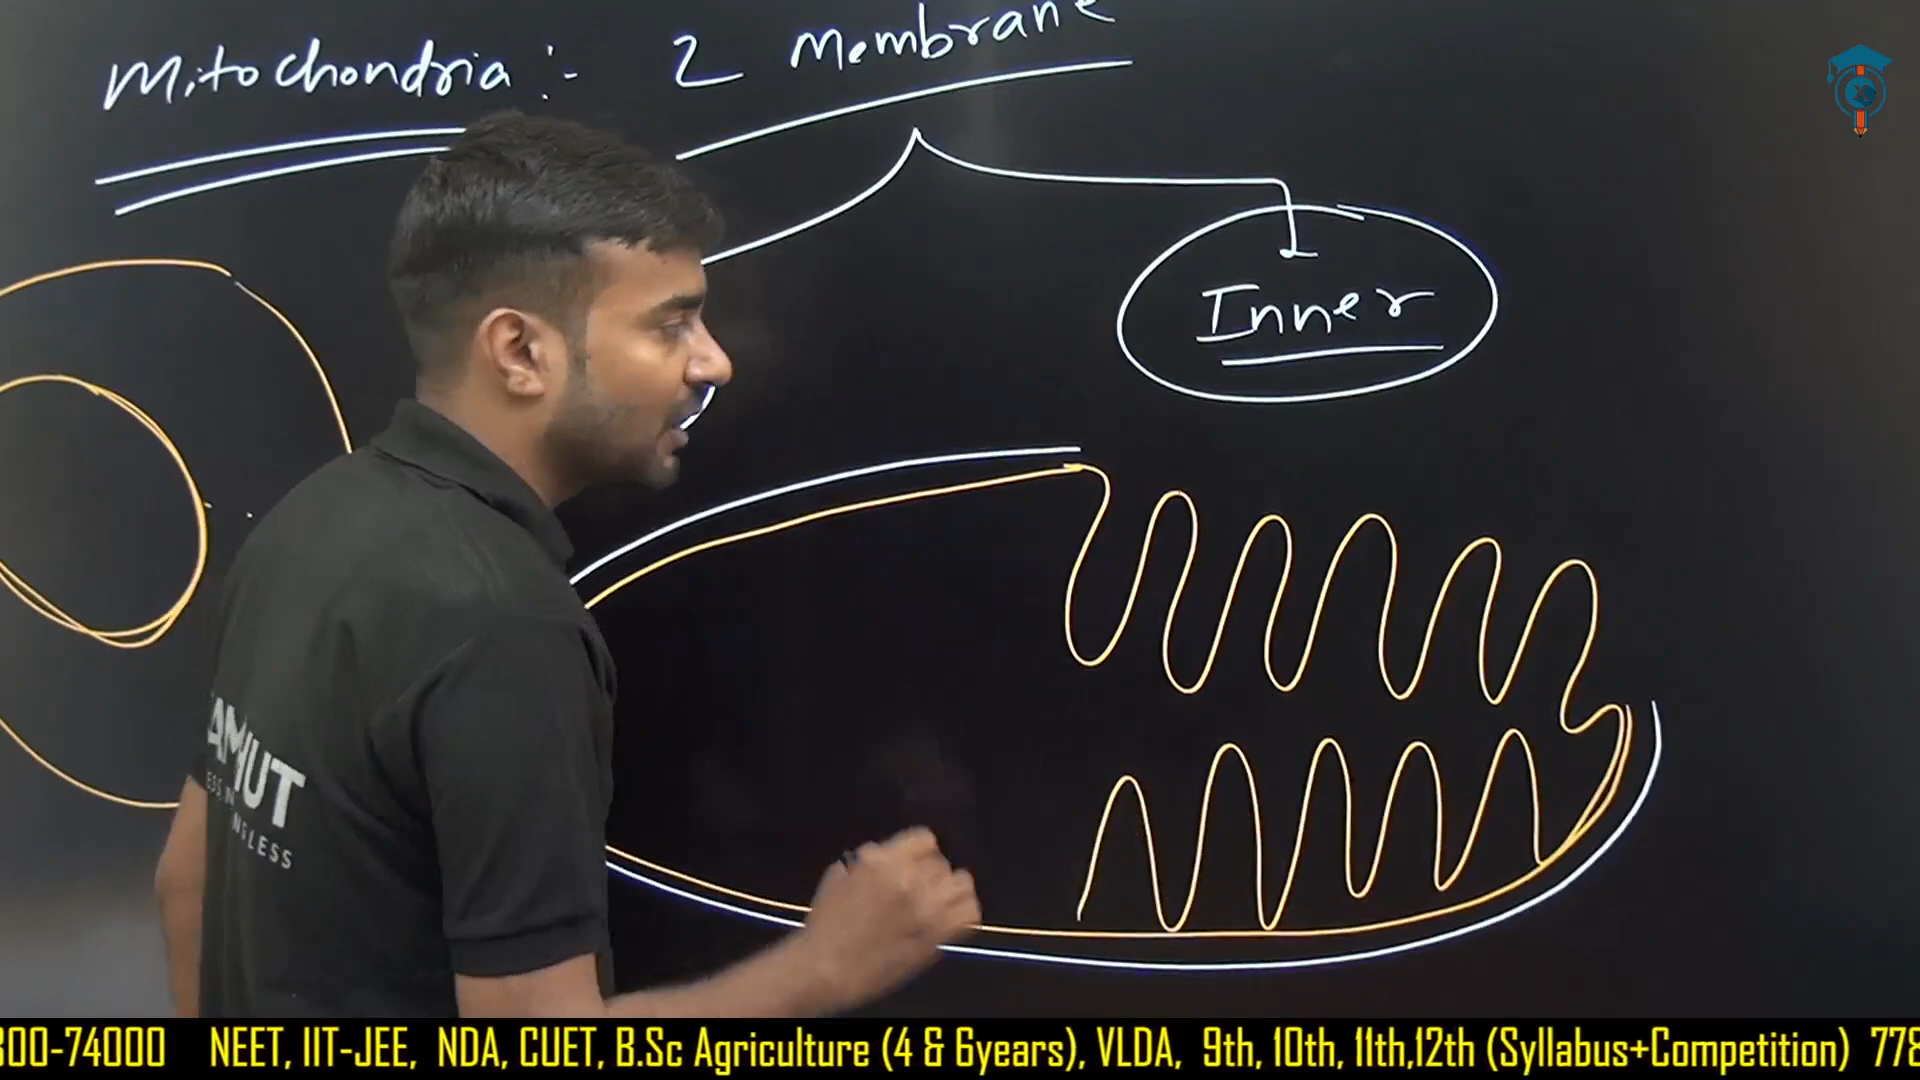 Mitochondria :- 2 Membrane
Inner
NGLESS
300-74000 NEET, IIT-JEE, NDA, CUET, B.Sc Agriculture (4 & 6years), VLDA, 9th, 10th, 11th,12th (Syllabus+Competition) 778